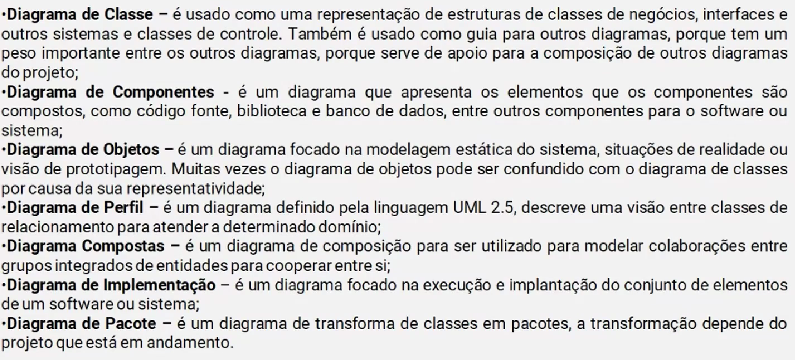 •Diagrama de Classe – é usado como uma representação de estruturas de classes de negócios, interfaces e
outros sistemas e classes de controle. Também é usado como guia para outros diagramas, porque tem um
peso importante entre os outros diagramas, porque serve de apoio para a composição de outros diagramas
do projeto;
•Diagrama de Componentes - é um diagrama que apresenta os elementos que os componentes são
compostos, como código fonte, biblioteca e banco de dados, entre outros componentes para o software ou
sistema;
•Diagrama de Objetos – é um diagrama focado na modelagem estática do sistema, situações de realidade ou
visão de prototipagem. Muitas vezes o diagrama de objetos pode ser confundido com o diagrama de classes
por causa da sua representatividade;
•Diagrama de Perfil – é um diagrama definido pela linguagem UML 2.5, descreve uma visão entre classes de
relacionamento para atender a determinado domínio;
•Diagrama Compostas – é um diagrama de composição para ser utilizado para modelar colaborações entre
grupos integrados de entidades para cooperar entre si;
•Diagrama de Implementação – é um diagrama focado na execução e implantação do conjunto de elementos
de um software ou sistema;
•Diagrama de Pacote – é um diagrama de transforma de classes em pacotes, a transformação depende do
projeto que está em andamento.